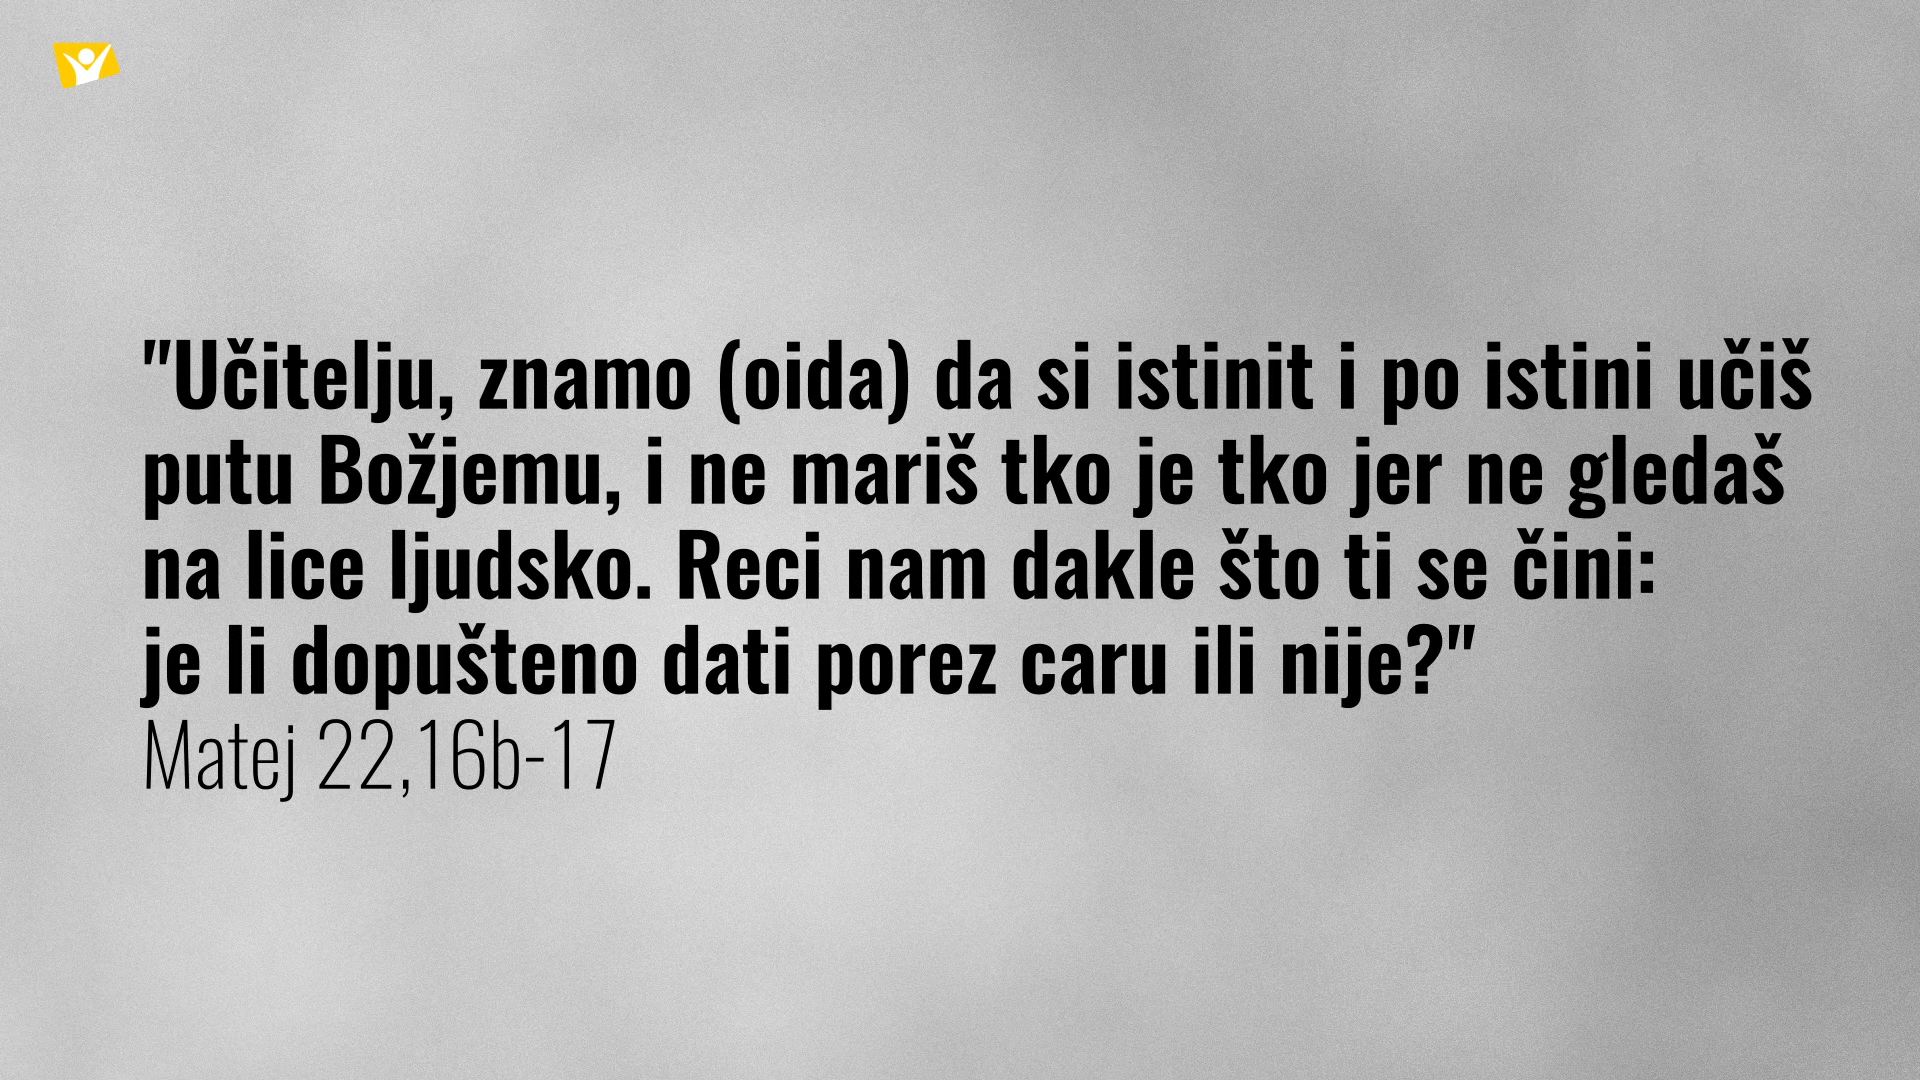 "Učitelju, znamo (oida) da si istinit i po istini učiš
putu Božjemu, i ne mariš tko je tko jer ne gledaš
na lice ljudsko. Reci nam dakle što ti se čini:
je li dopušteno dati porez caru ili nije?"
Matej 22,16b-17